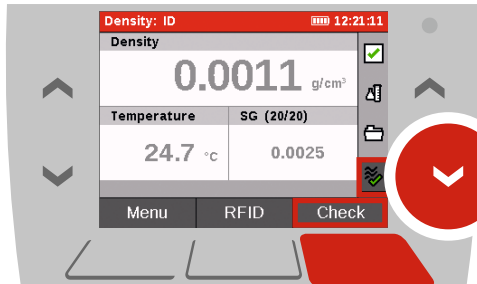 Density: ID 12:21:11
Density
0.0011 g/cm³
Temperature SG (20/20)
24.7 °C 0.0025
Menu RFID Check